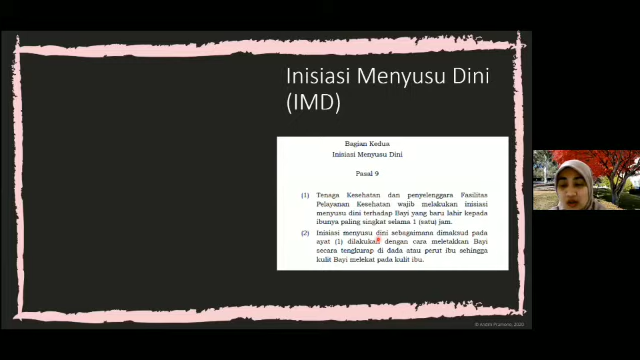 Inisiasi Menyusu Dini
(IMD)
Bagian Kedua
Inisiasi Menyusu Dini
Pasal 9
(1) Tenaga Kesehatan dan penyelenggara Fasilitas
Pelayanan Kesehatan wajib melakukan inisiasi
menyusu dini terhadap Bayi yang baru lahir kepada
ibunya paling singkat selama 1 (satu) jam.
(2) Inisiasi menyusu dini sebagaimana dimaksud pada
ayat (1) dilakukan dengan cara meletakkan Bayi
secara tengkurap di dada atau perut ibu sehingga
kulit Bayi melekat pada kulit ibu.
2020